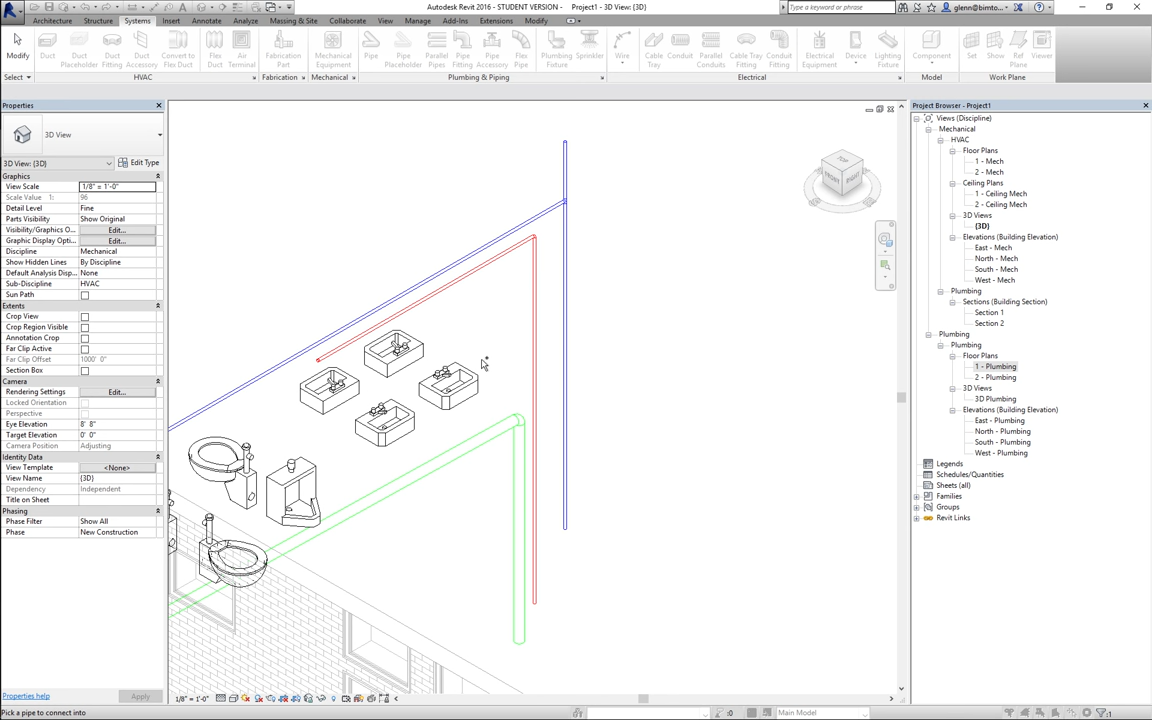 Autodesk Revit 2016 - STUDENT VERSION - Project1 - 3D View: {3D}
Type a keyword or phrase
glenn@bimto...
Architecture Structure Systems Insert Annotate Analyze Massing & Site Collaborate View Manage Add-Ins Extensions Modify
Modify
Duct
Duct Placeholder
Duct Fitting
Duct Accessory
Convert to Flex Duct
Flex Duct
Air Terminal
Fabrication Part
Mechanical Equipment
Pipe
Pipe Placeholder
Parallel Pipes
Pipe Fitting
Pipe Accessory
Flex Pipe
Plumbing Fixture
Sprinkler
Wire
Cable Tray
Conduit
Parallel Conduits
Cable Tray Fitting
Conduit Fitting
Electrical Equipment
Device
Lighting Fixture
Component
Set
Show
Ref Plane
Viewer
Select HVAC Fabrication Mechanical Plumbing & Piping Electrical Model Work Plane
Properties
3D View
3D View: {3D} Edit Type
Graphics
View Scale 1/8" = 1'-0"
Scale Value 1: 96
Detail Level Fine
Parts Visibility Show Original
Visibility/Graphics O... Edit...
Graphic Display Opti... Edit...
Discipline Mechanical
Show Hidden Lines By Discipline
Default Analysis Disp... None
Sub-Discipline HVAC
Sun Path
Extents
Crop View
Crop Region Visible
Annotation Crop
Far Clip Active
Far Clip Offset 1000' 0"
Section Box
Camera
Rendering Settings Edit...
Locked Orientation
Perspective
Eye Elevation 8' 8"
Target Elevation 0' 0"
Camera Position Adjusting
Identity Data
View Template <None>
View Name {3D}
Dependency Independent
Title on Sheet
Phasing
Phase Filter Show All
Phase New Construction
Properties help Apply
TOP
FRONT RIGHT
Project Browser - Project1
Views (Discipline)
Mechanical
HVAC
Floor Plans
1 - Mech
2 - Mech
Ceiling Plans
1 - Ceiling Mech
2 - Ceiling Mech
3D Views
{3D}
Elevations (Building Elevation)
East - Mech
North - Mech
South - Mech
West - Mech
Plumbing
Sections (Building Section)
Section 1
Section 2
Plumbing
Plumbing
Floor Plans
1 - Plumbing
2 - Plumbing
3D Views
3D Plumbing
Elevations (Building Elevation)
East - Plumbing
North - Plumbing
South - Plumbing
West - Plumbing
Legends
Schedules/Quantities
Sheets (all)
Families
Groups
Revit Links
1/8" = 1'-0"
Pick a pipe to connect into
:0
Main Model
:1